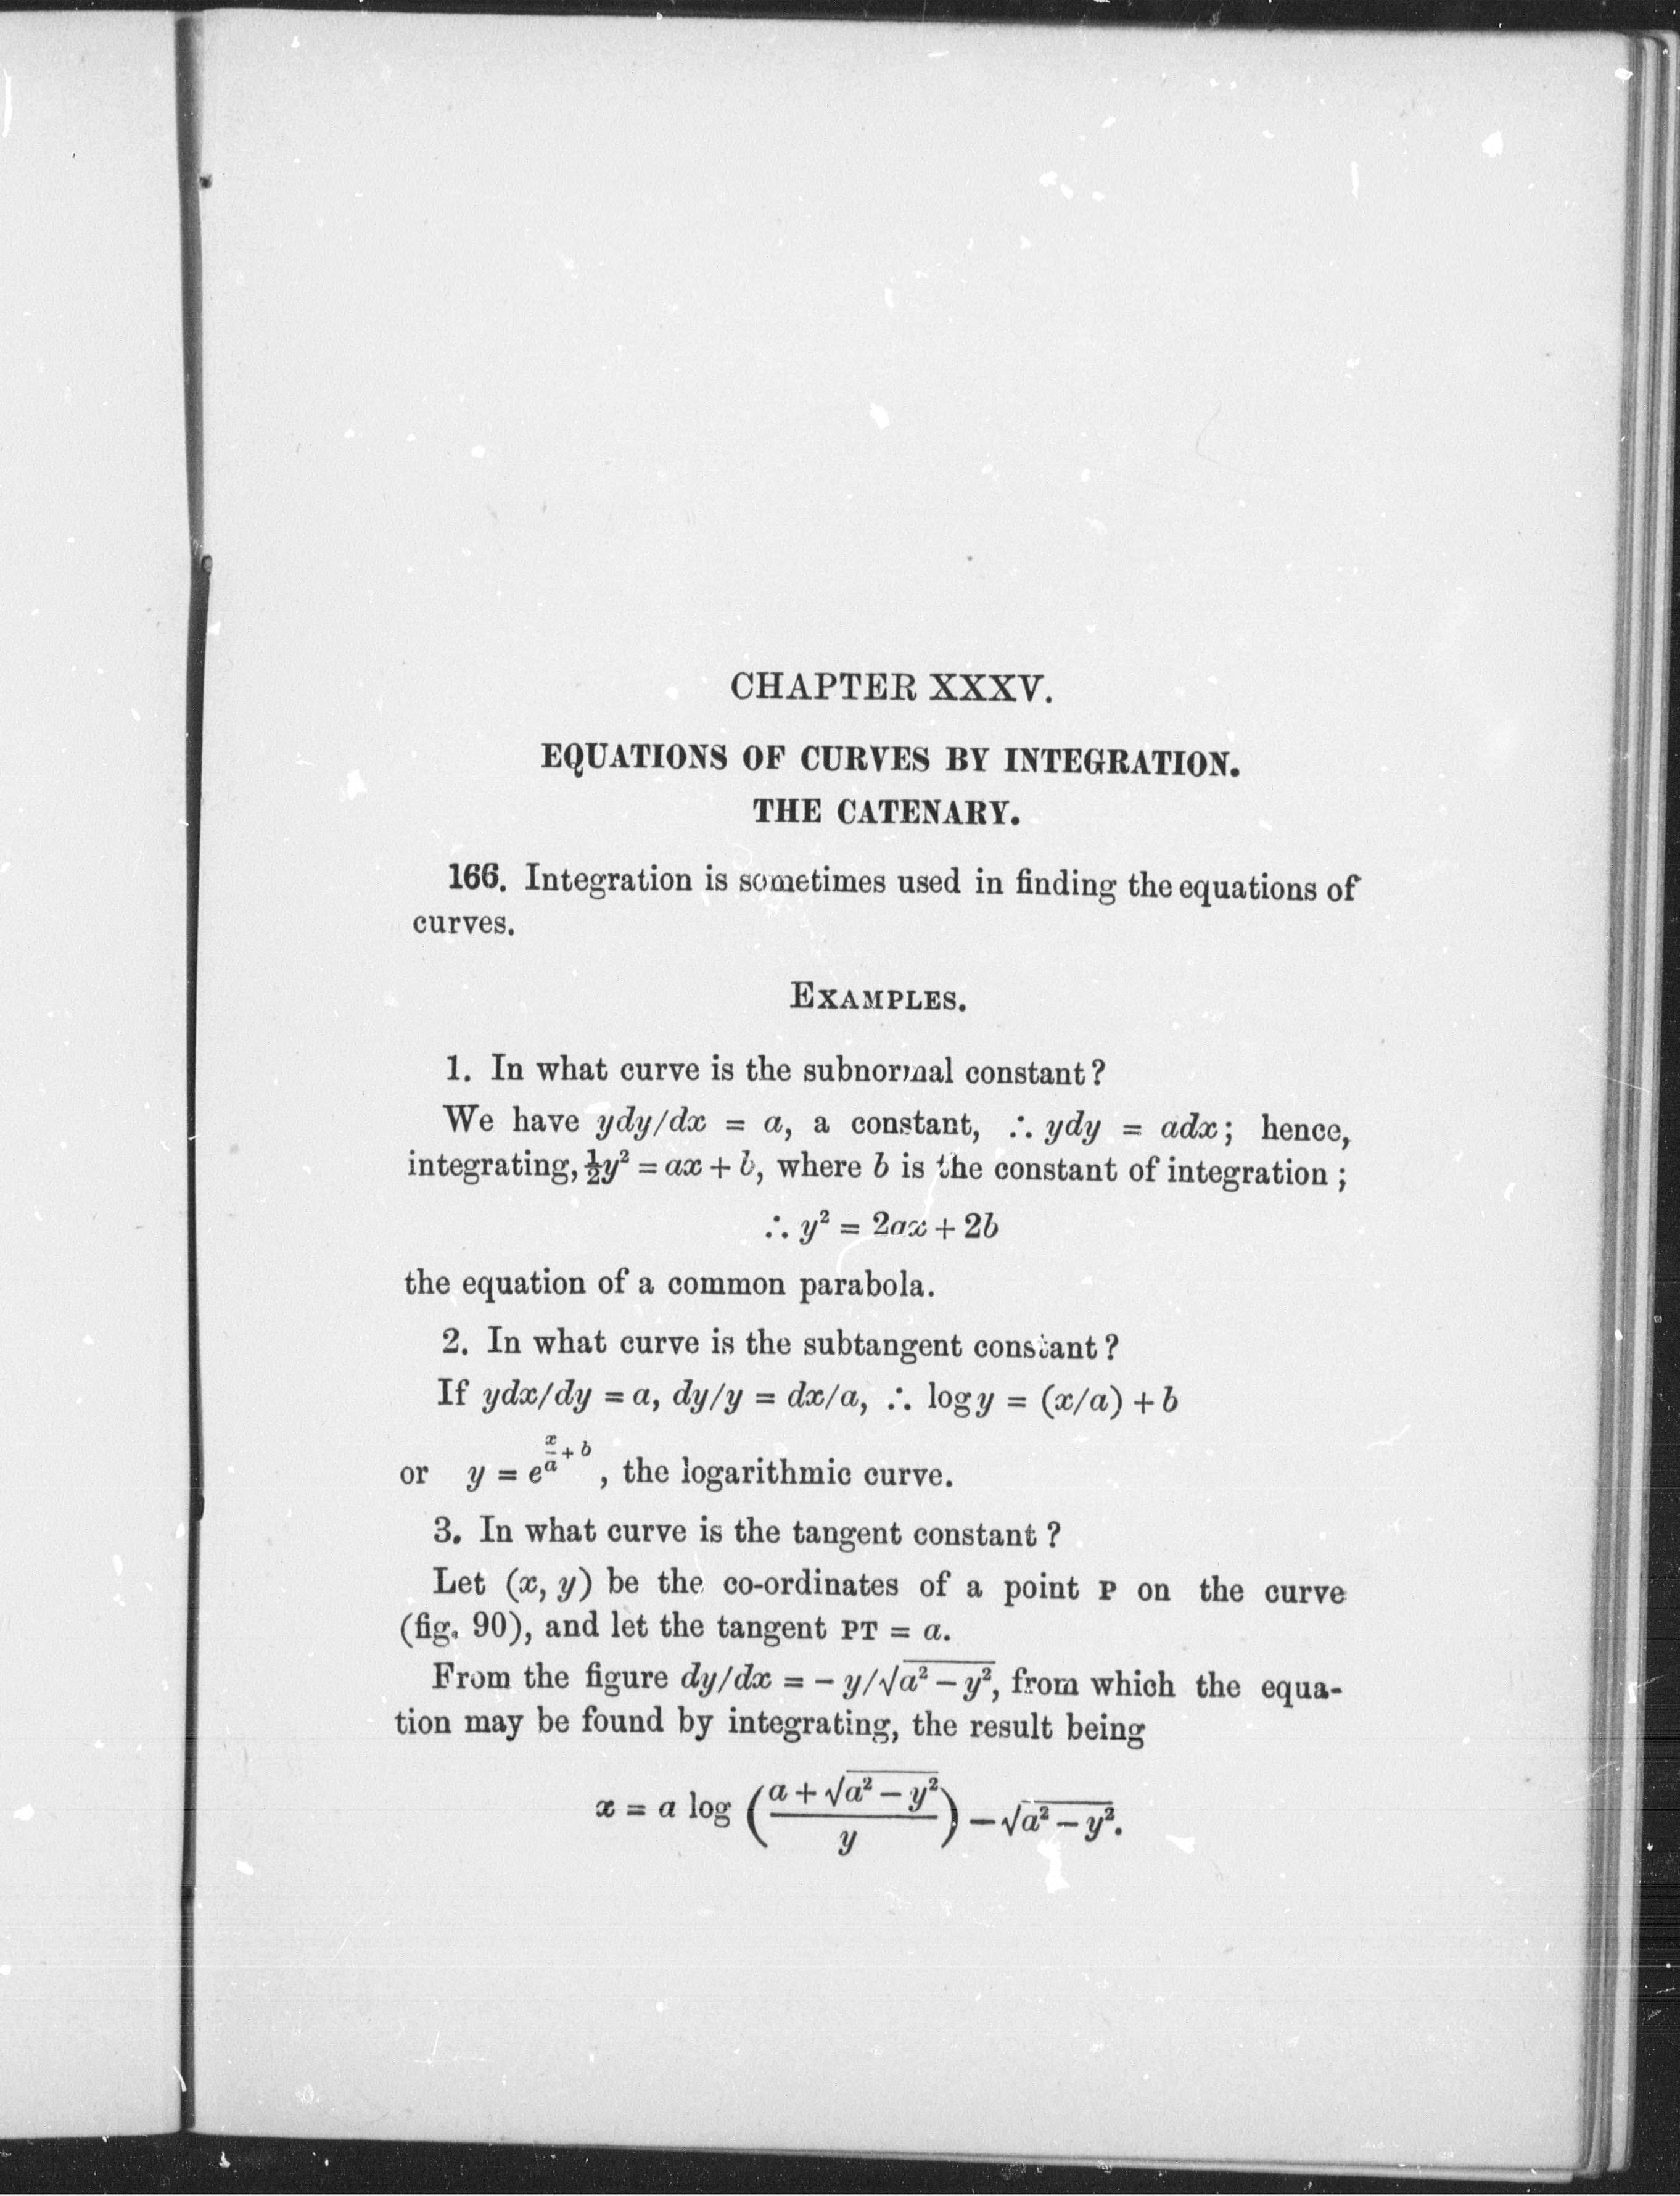 CHAPTER XXXV.
EQUATIONS OF CURVES BY INTEGRATION.
THE CATENARY.
166. Integration is sometimes used in finding the equations of
curves.
EXAMPLES.
1. In what curve is the subnormal constant?
We have ydy/dx = a, a constant, ∴ ydy = adx; hence,
integrating, ½y² = ax + b, where b is the constant of integration;
∴ y² = 2ax + 2b
the equation of a common parabola.
2. In what curve is the subtangent constant?
If ydx/dy = a, dy/y = dx/a, ∴ log y = (x/a) + b
or y = e^{x/a + b}, the logarithmic curve.
3. In what curve is the tangent constant?
Let (x, y) be the co-ordinates of a point P on the curve
(fig. 90), and let the tangent PT = a.
From the figure dy/dx = − y/√(a² − y²), from which the equa-
tion may be found by integrating, the result being
x = a log ((a + √(a² − y²))/y) − √(a² − y²).